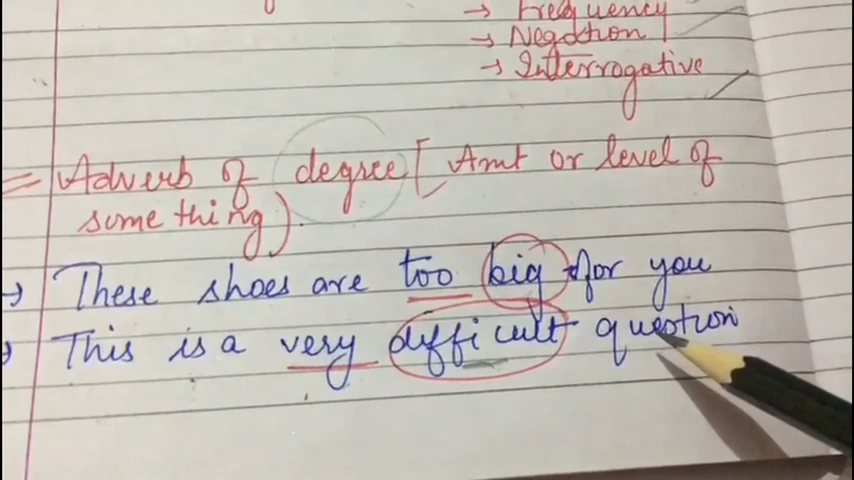 → Frequency
→ Negation
→ Interrogative
= Adverb of degree [ Amt or level of
something)
→ These shoes are too big for you
→ This is a very difficult question